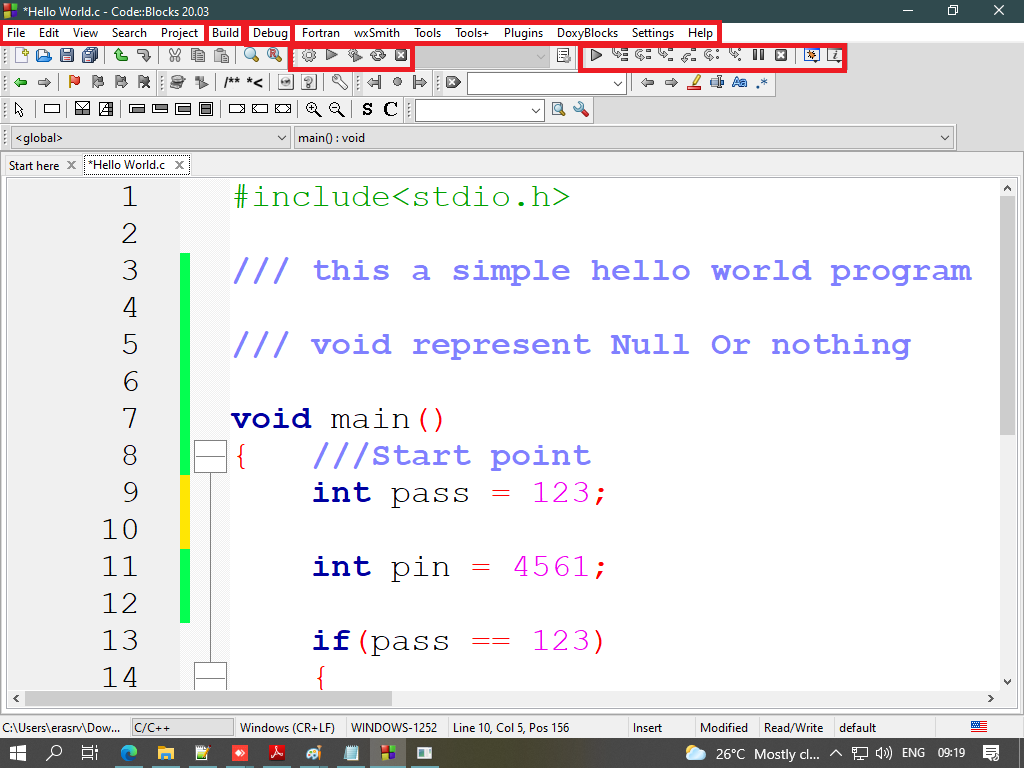 *Hello World.c - Code::Blocks 20.03
File Edit View Search Project Build Debug Fortran wxSmith Tools Tools+ Plugins DoxyBlocks Settings Help
/** *<
S C
<global> main() : void
Start here *Hello World.c
1 #include<stdio.h>
2
3 /// this a simple hello world program
4
5 /// void represent Null Or nothing
6
7 void main()
8 { ///Start point
9 int pass = 123;
10
11 int pin = 4561;
12
13 if(pass == 123)
14 {
C:\Users\erasrv\Dow... C/C++ Windows (CR+LF) WINDOWS-1252 Line 10, Col 5, Pos 156 Insert Modified Read/Write default
26°C Mostly cl... ENG 09:19